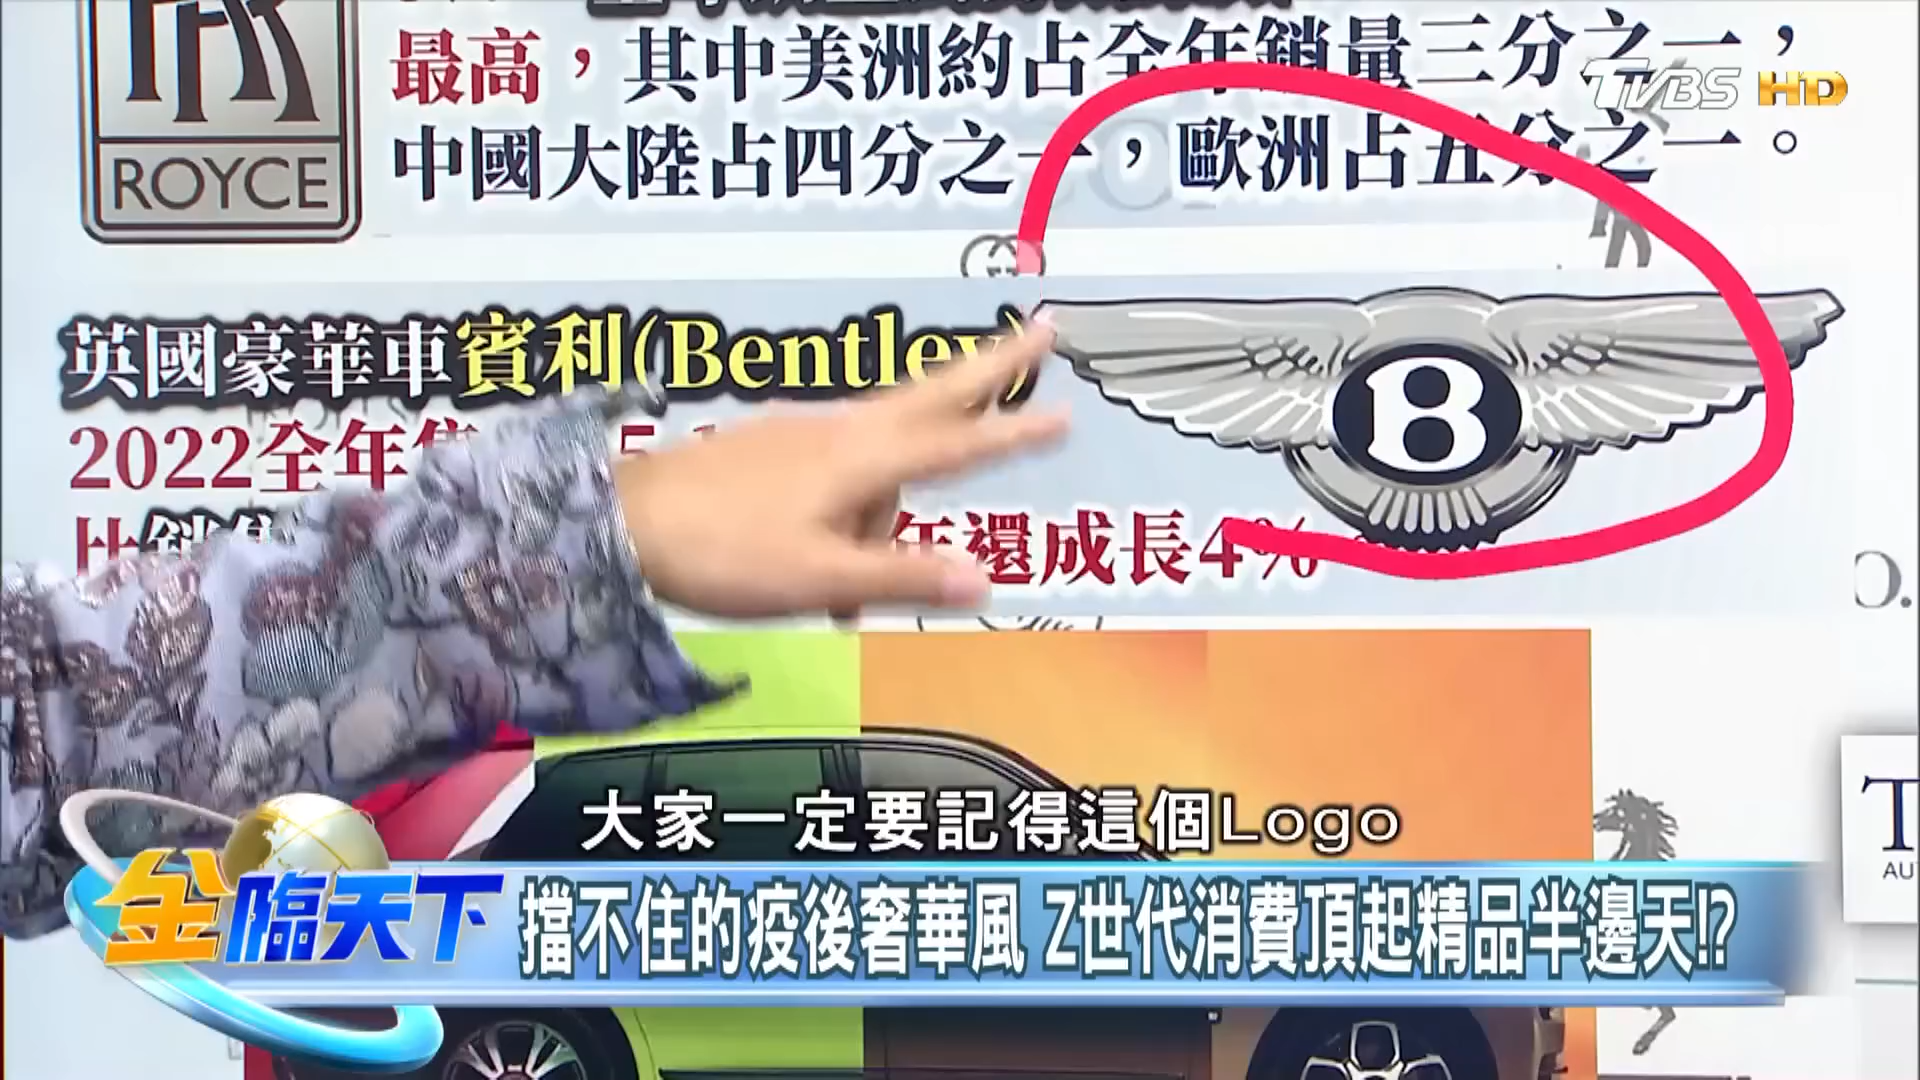 最高，其中美洲約占全年銷量三分之一，
TVBS HD
中國大陸占四分之一，歐洲占五分之一。
ROYCE
英國豪華車賓利(Bentley)
B
2022全年
年還成長4%
大家一定要記得這個Logo
金臨天下
擋不住的疫後奢華風 Z世代消費頂起精品半邊天!?